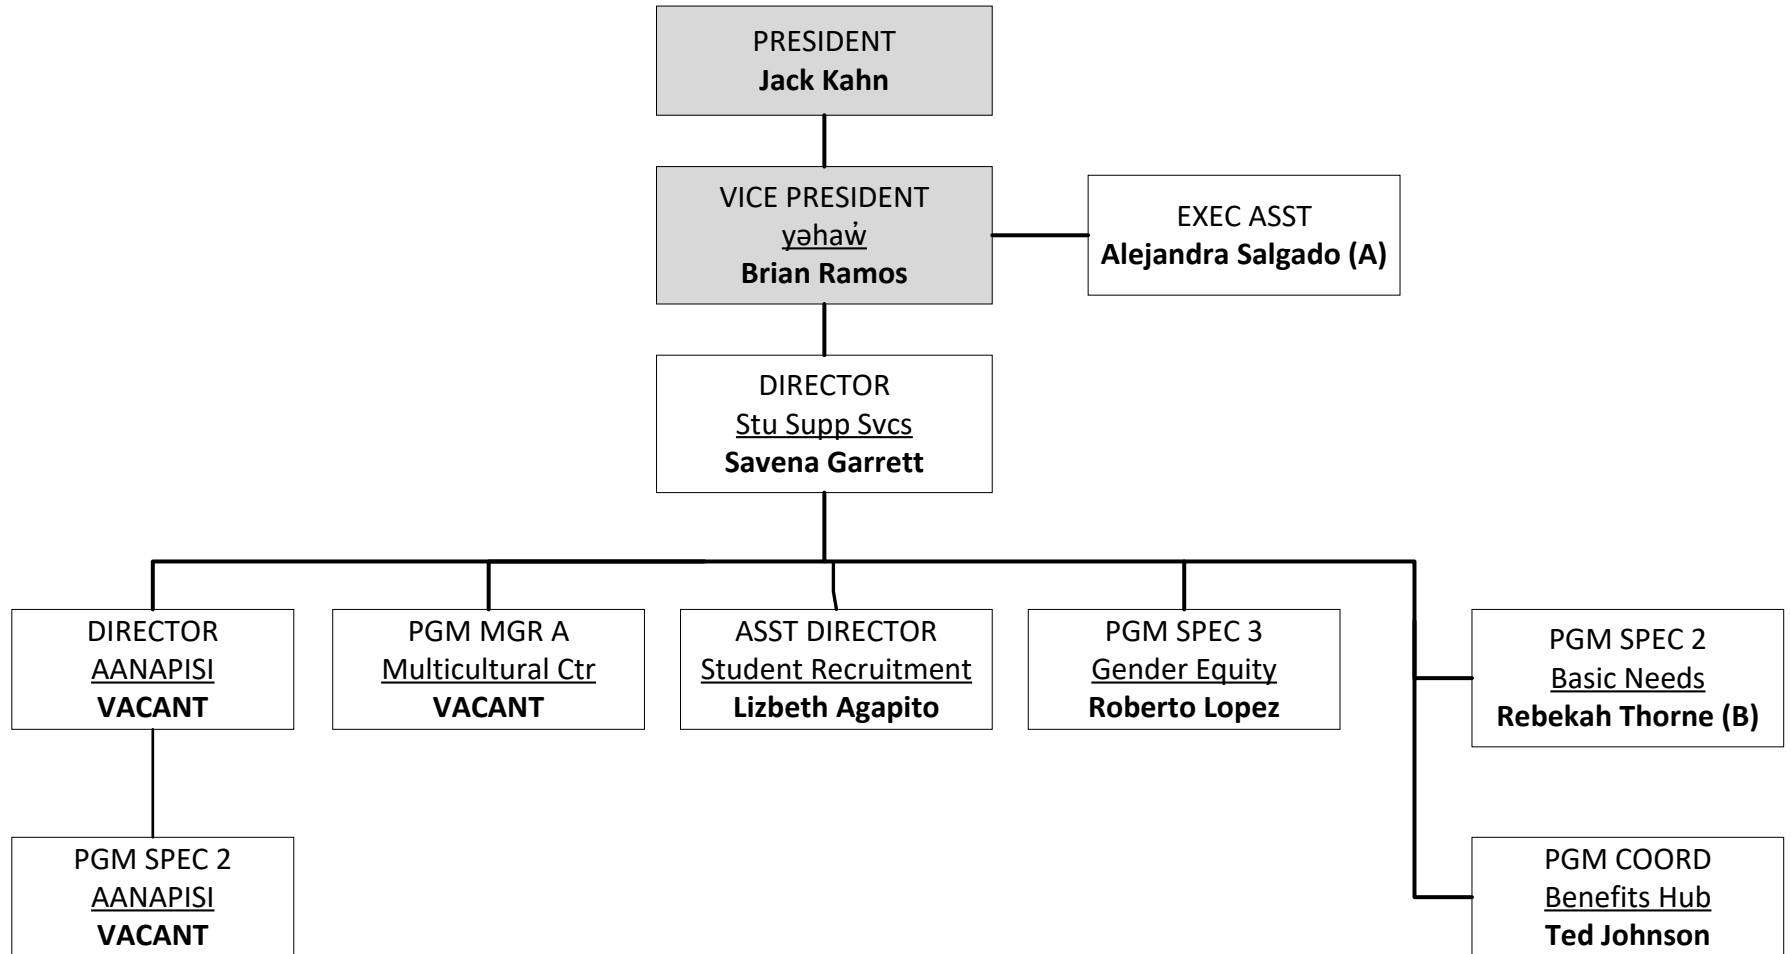 PRESIDENT
Jack Kahn
VICE PRESIDENT
yəhaw̓
Brian Ramos
EXEC ASST
Alejandra Salgado (A)
DIRECTOR
Stu Supp Svcs
Savena Garrett
DIRECTOR
AANAPISI
VACANT
PGM MGR A
Multicultural Ctr
VACANT
ASST DIRECTOR
Student Recruitment
Lizbeth Agapito
PGM SPEC 3
Gender Equity
Roberto Lopez
PGM SPEC 2
Basic Needs
Rebekah Thorne (B)
PGM SPEC 2
AANAPISI
VACANT
PGM COORD
Benefits Hub
Ted Johnson